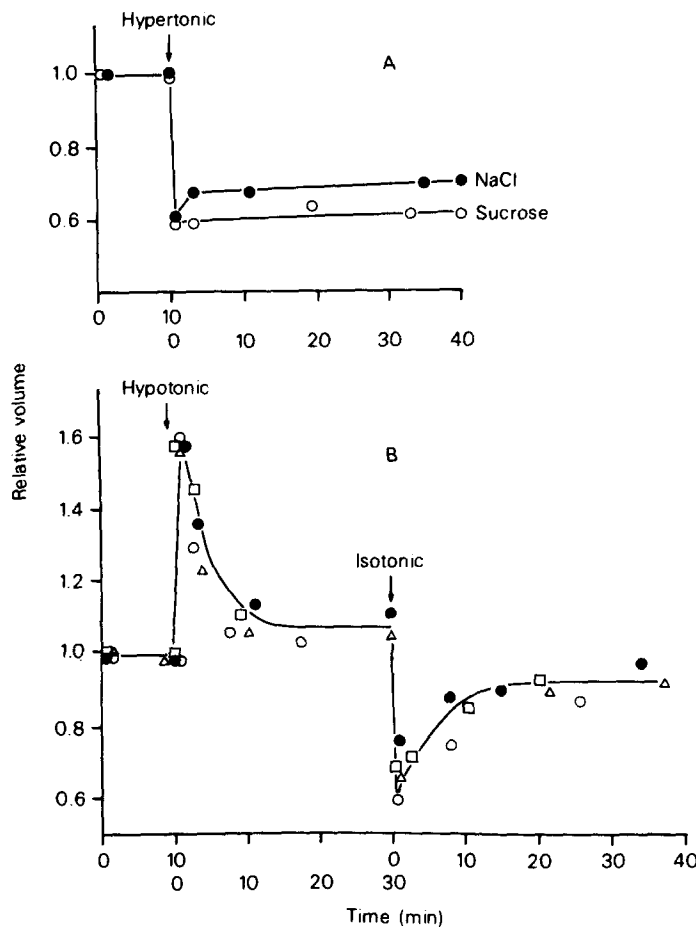 Hypertonic
A
1.0
0.8
0.6
NaCl
Sucrose
0 10
0 10 20 30 40
Relative volume
Hypotonic
B
1.6
1.4
1.2
1.0
0.8
0.6
Isotonic
0 10 10 20 0 10 20 30 40
0 30
Time (min)